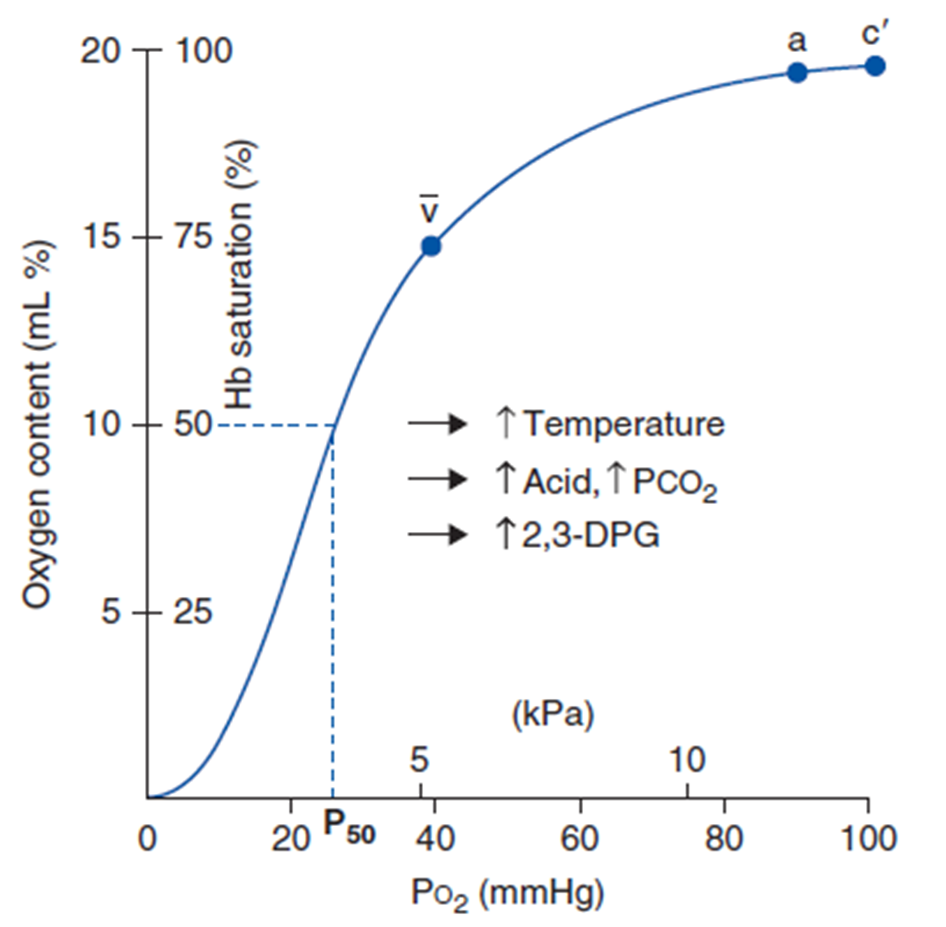 a
c′
20
100
v̄
15
75
Hb saturation (%)
Oxygen content (mL %)
10
50
→ ↑ Temperature
→ ↑ Acid, ↑ PCO₂
→ ↑ 2,3-DPG
5
25
(kPa)
5
10
0
20
P₅₀
40
60
80
100
PO₂ (mmHg)